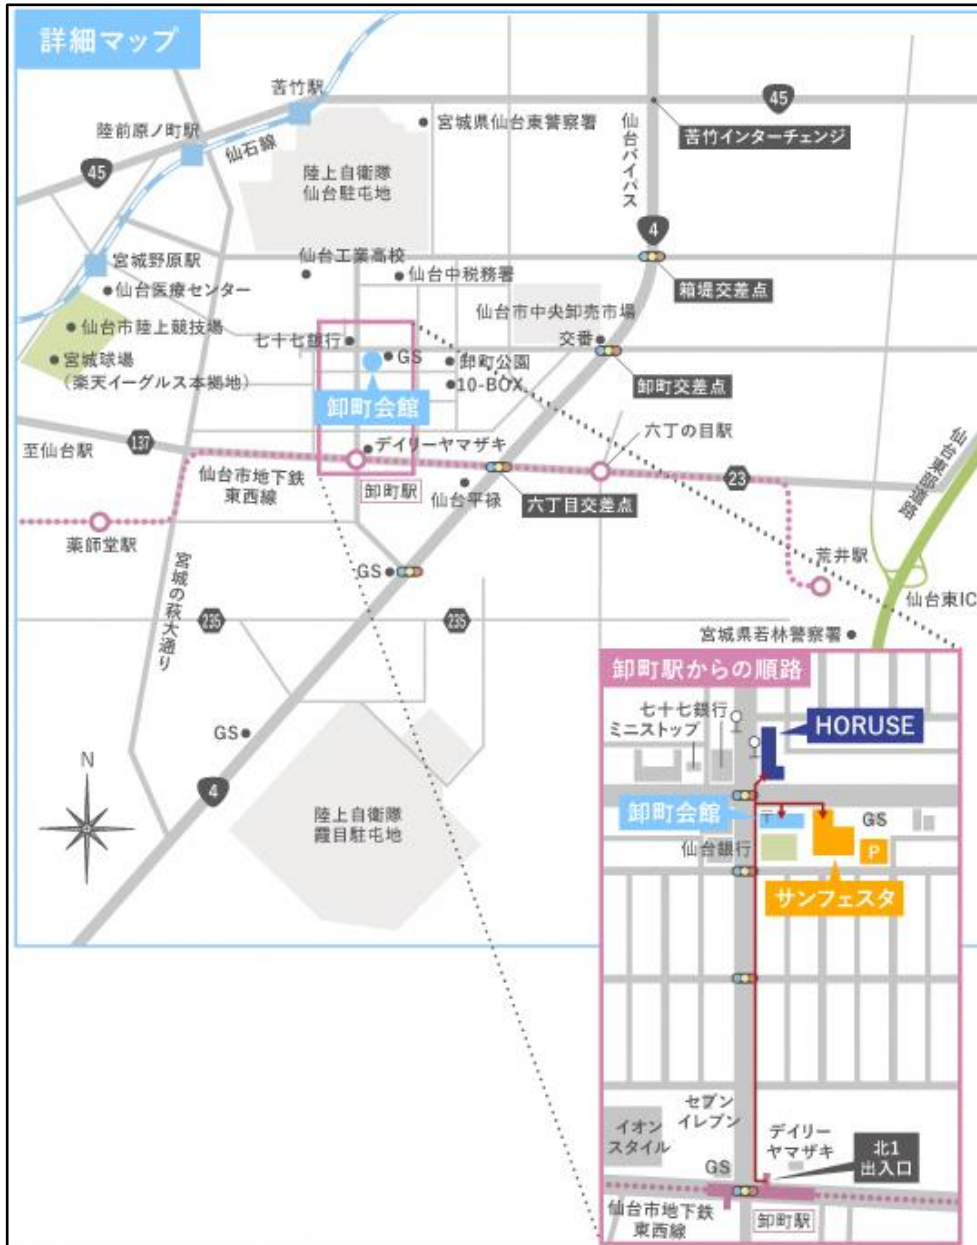 詳細マップ
苦竹駅
45
陸前原ノ町駅
仙石線
宮城県仙台東警察署
仙台バイパス
苦竹インターチェンジ
45
陸上自衛隊
仙台駐屯地
4
宮城野原駅
仙台工業高校
仙台中税務署
箱堤交差点
仙台医療センター
仙台市中央卸売市場
仙台市陸上競技場
七十七銀行
交番
宮城球場
(楽天イーグルス本拠地)
GS
卸町公園
10-BOX
卸町交差点
卸町会館
至仙台駅
137
デイリーヤマザキ
六丁の目駅
仙台東部道路
仙台市地下鉄
東西線
卸町駅
仙台平禄
六丁目交差点
23
薬師堂駅
宮城の萩大通り
GS
荒井駅
仙台東IC
235
235
宮城県若林警察署
GS
N
4
陸上自衛隊
霞目駐屯地
卸町駅からの順路
七十七銀行
ミニストップ
HORUSE
卸町会館
〒
GS
仙台銀行
P
サンフェスタ
セブン
イレブン
イオン
スタイル
デイリー
ヤマザキ
北1
出入口
GS
仙台市地下鉄
東西線
卸町駅